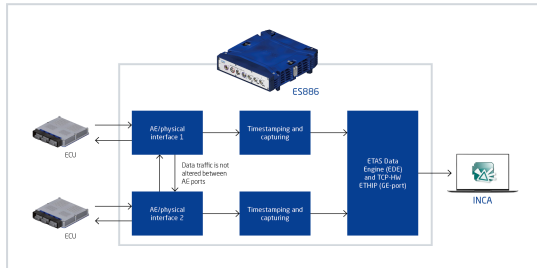 ES886
AE/physical
interface 1
Timestamping and
capturing
ECU
Data traffic is not
altered between
AE ports
ETAS Data
Engine (EDE)
and TCP-HW
ETHIP (GE-port)
INCA
AE/physical
interface 2
Timestamping and
capturing
ECU